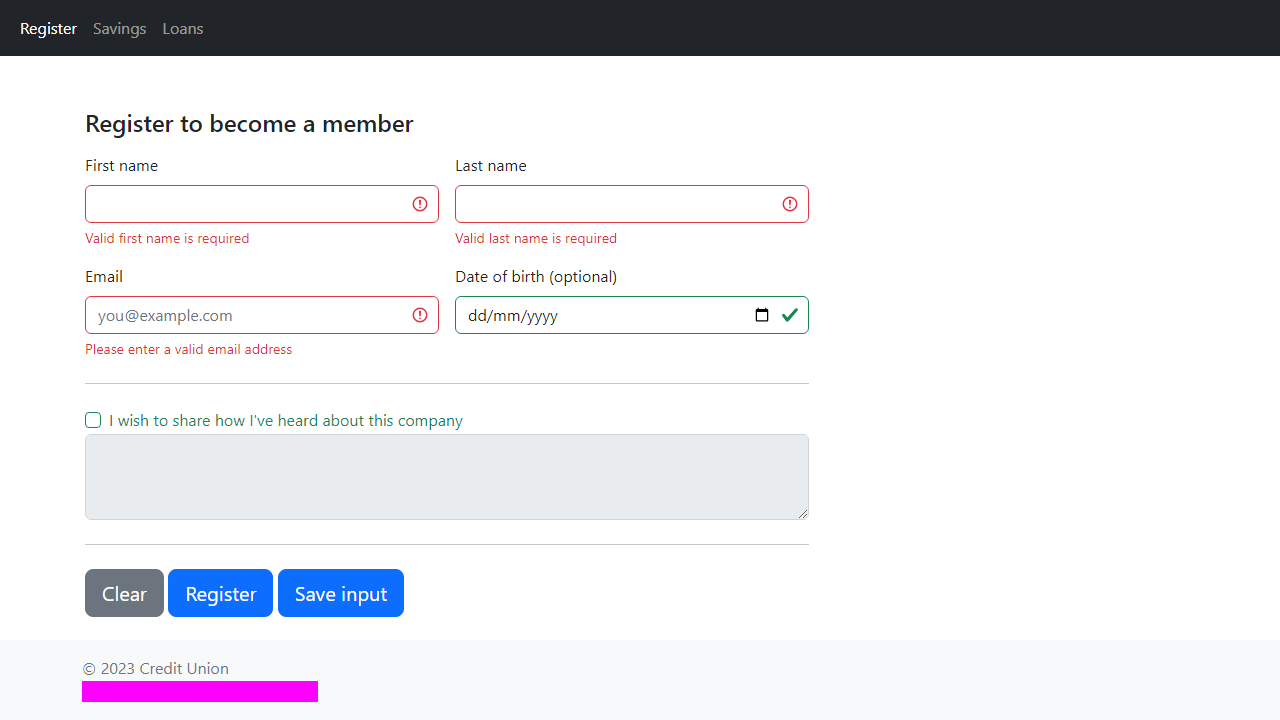 Register Savings Loans
Register to become a member
First name Last name
Valid first name is required Valid last name is required
Email Date of birth (optional)
you@example.com dd/mm/yyyy
Please enter a valid email address
I wish to share how I've heard about this company
Clear Register Save input
© 2023 Credit Union